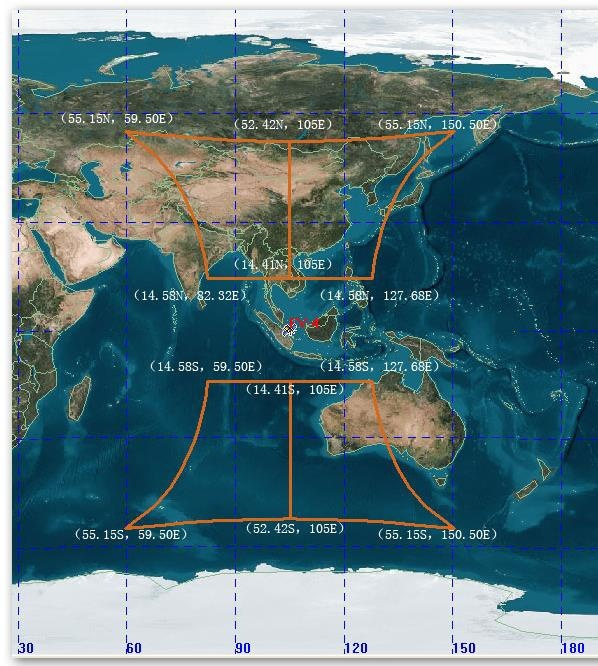 (55.15N, 59.50E)
(52.42N, 105E)
(55.15N, 150.50E)
(14.41N, 105E)
(14.58N, 82.32E)
(14.58N, 127.68E)
(14.58S, 59.50E)
(14.58S, 127.68E)
(14.41S, 105E)
(55.15S, 59.50E)
(52.42S, 105E)
(55.15S, 150.50E)
30 60 90 120 150 180